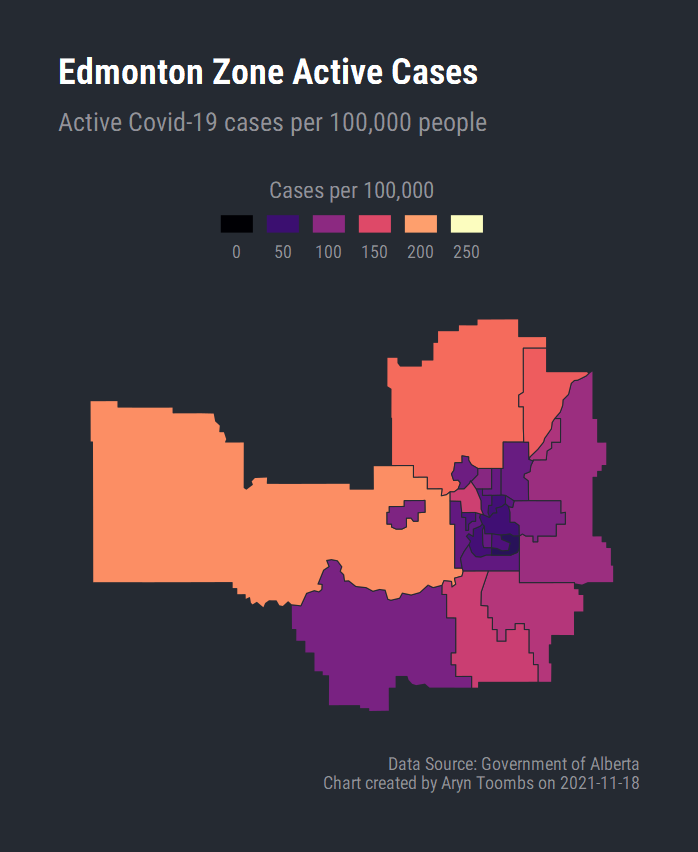 Edmonton Zone Active Cases
Active Covid-19 cases per 100,000 people
Cases per 100,000
0 50 100 150 200 250
Data Source: Government of Alberta
Chart created by Aryn Toombs on 2021-11-18